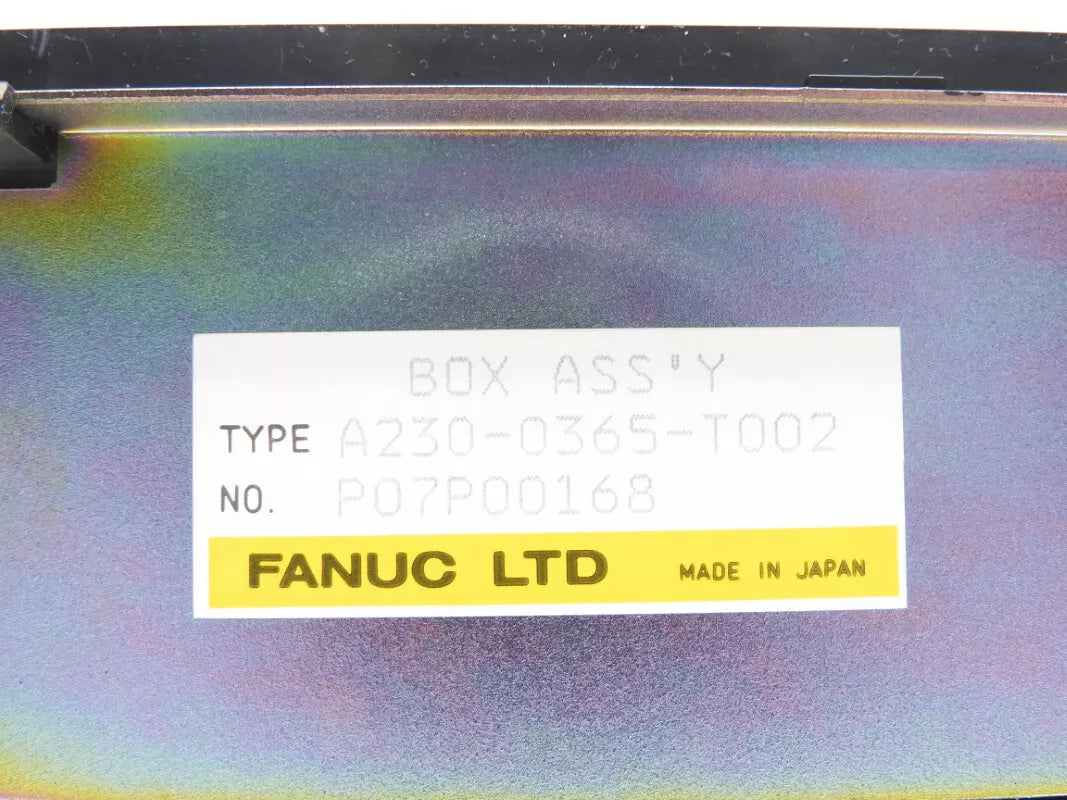 BOX ASS'Y
TYPE A230-0365-T002
NO. P07P00168
FANUC LTD MADE IN JAPAN